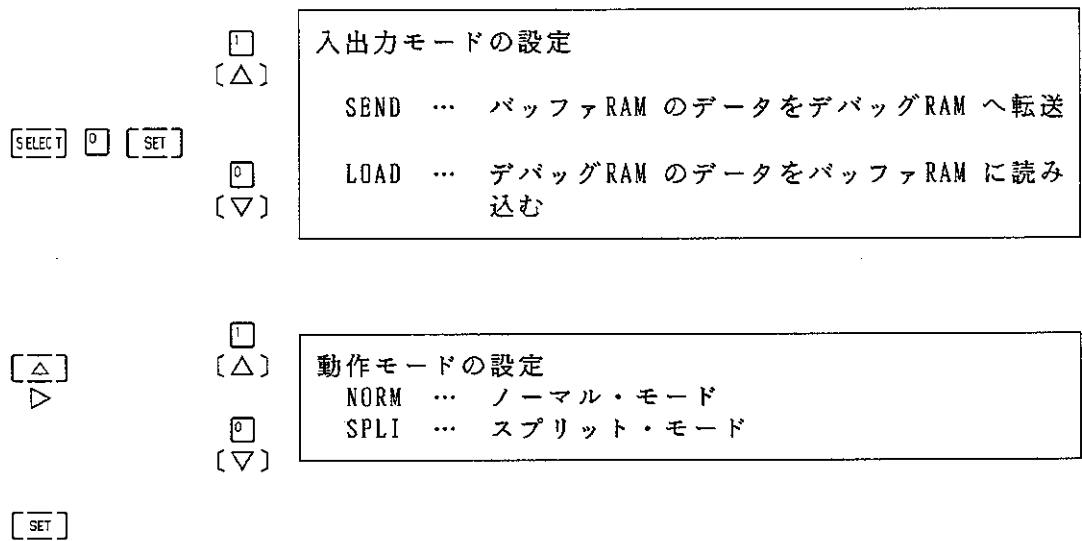 1
(△)
入出力モードの設定
SEND … バッファRAM のデータをデバッグRAM へ転送
SELECT 0 SET
0
(▽)
LOAD … デバッグRAM のデータをバッファRAM に読み
込む
1
(△)
△
▷
動作モードの設定
NORM … ノーマル・モード
SPLI … スプリット・モード
0
(▽)
SET